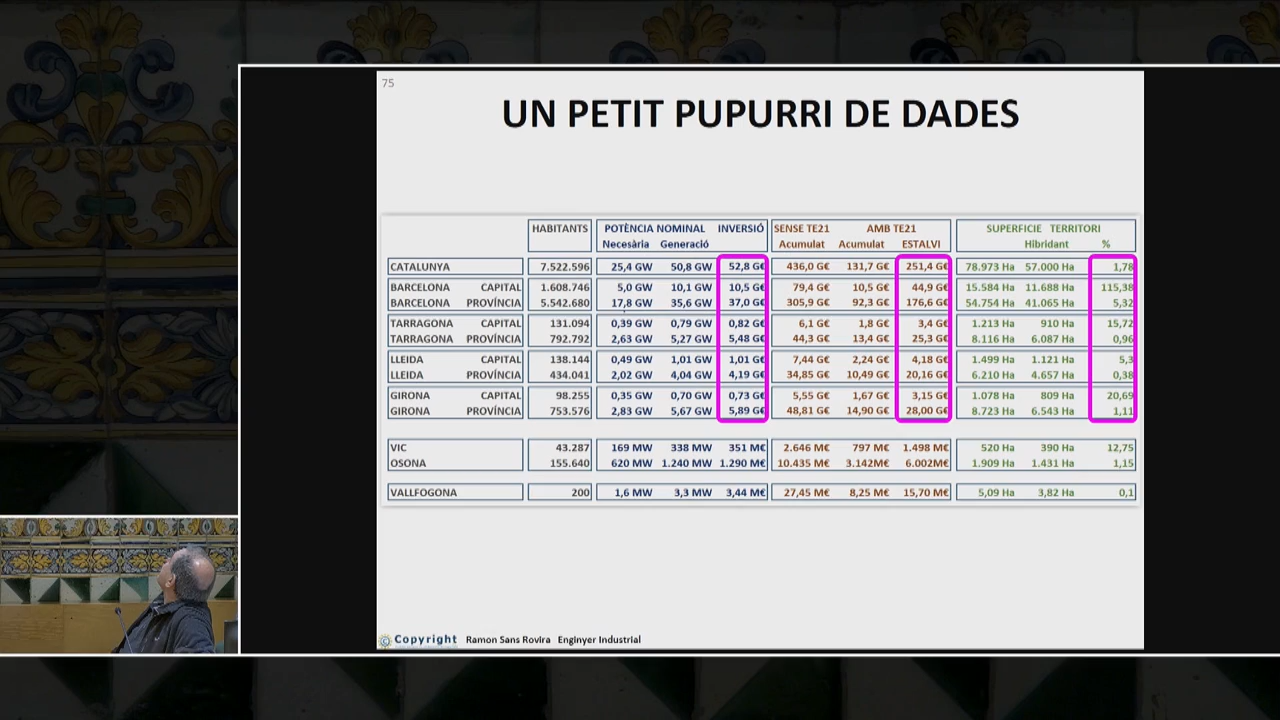 75
UN PETIT PUPURRI DE DADES
HABITANTS POTÈNCIA NOMINAL INVERSIÓ SENSE TE21 AMB TE21 SUPERFICIE TERRITORI
Necesària Generació Acumulat Acumulat ESTALVI Hibridant %
CATALUNYA 7.522.596 25,4 GW 50,8 GW 52,8 G€ 436,0 G€ 131,7 G€ 251,4 G€ 78.973 Ha 57.000 Ha 1,78
BARCELONA CAPITAL 1.608.746 5,0 GW 10,1 GW 10,5 G€ 79,4 G€ 10,5 G€ 44,9 G€ 15.584 Ha 11.688 Ha 115,38
BARCELONA PROVÍNCIA 5.542.680 17,8 GW 35,6 GW 37,0 G€ 305,9 G€ 92,3 G€ 176,6 G€ 54.754 Ha 41.065 Ha 5,32
TARRAGONA CAPITAL 131.094 0,39 GW 0,79 GW 0,82 G€ 6,1 G€ 1,8 G€ 3,4 G€ 1.213 Ha 910 Ha 15,72
TARRAGONA PROVÍNCIA 792.792 2,63 GW 5,27 GW 5,48 G€ 44,3 G€ 13,4 G€ 25,3 G€ 8.116 Ha 6.087 Ha 0,96
LLEIDA CAPITAL 138.144 0,49 GW 1,01 GW 1,01 G€ 7,44 G€ 2,24 G€ 4,18 G€ 1.499 Ha 1.121 Ha 5,3
LLEIDA PROVÍNCIA 434.041 2,02 GW 4,04 GW 4,19 G€ 34,85 G€ 10,49 G€ 20,16 G€ 6.210 Ha 4.657 Ha 0,38
GIRONA CAPITAL 98.255 0,35 GW 0,70 GW 0,73 G€ 5,55 G€ 1,67 G€ 3,15 G€ 1.078 Ha 809 Ha 20,69
GIRONA PROVÍNCIA 753.576 2,83 GW 5,67 GW 5,89 G€ 48,81 G€ 14,90 G€ 28,00 G€ 8.723 Ha 6.543 Ha 1,11
VIC 43.287 169 MW 338 MW 351 M€ 2.646 M€ 797 M€ 1.498 M€ 520 Ha 390 Ha 12,75
OSONA 155.640 620 MW 1.240 MW 1.290 M€ 10.435 M€ 3.142M€ 6.002M€ 1.909 Ha 1.431 Ha 1,15
VALLFOGONA 200 1,6 MW 3,3 MW 3,44 M€ 27,45 M€ 8,25 M€ 15,70 M€ 5,09 Ha 3,82 Ha 0,1
© Copyright Ramon Sans Rovira Enginyer Industrial